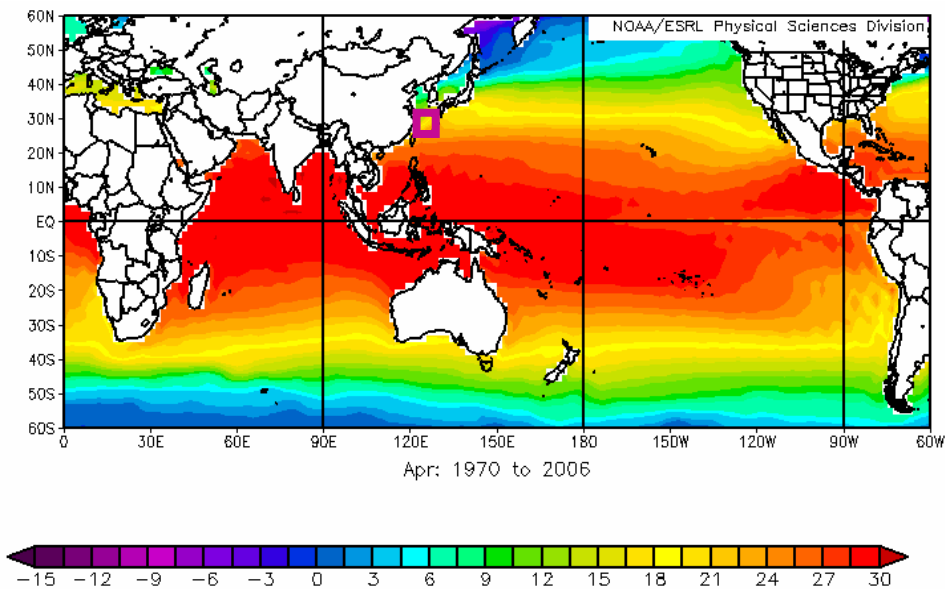 NOAA/ESRL Physical Sciences Division
60N
50N
40N
30N
20N
10N
EQ
10S
20S
30S
40S
50S
60S
0 30E 60E 90E 120E 150E 180 150W 120W 90W 60W
Apr: 1970 to 2006
−15 −12 −9 −6 −3 0 3 6 9 12 15 18 21 24 27 30